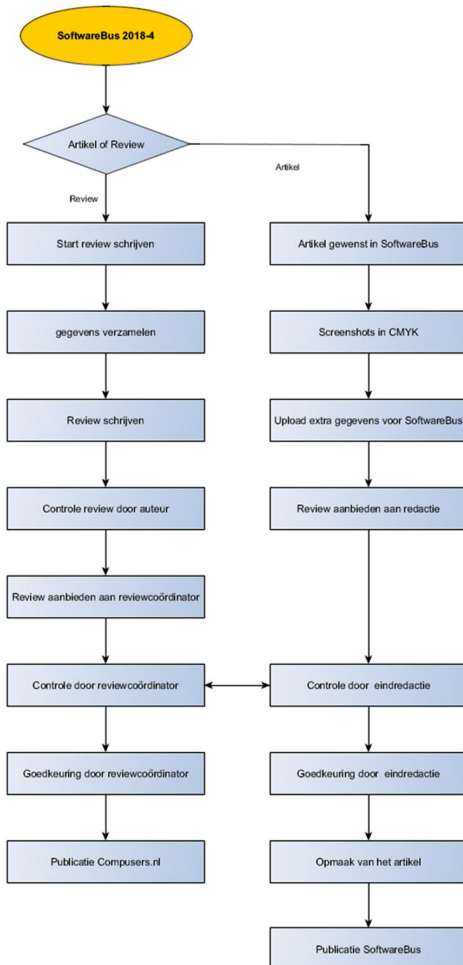 SoftwareBus 2018-4
Artikel of Review
Artikel
Review
Start review schrijven
Artikel gewenst in SoftwareBus
gegevens verzamelen
Screenshots in CMYK
Review schrijven
Upload extra gegevens voor SoftwareBus
Controle review door auteur
Review aanbieden aan redactie
Review aanbieden aan reviewcoördinator
Controle door reviewcoördinator
Controle door eindredactie
Goedkeuring door reviewcoördinator
Goedkeuring door eindredactie
Publicatie Compusers.nl
Opmaak van het artikel
Publicatie SoftwareBus